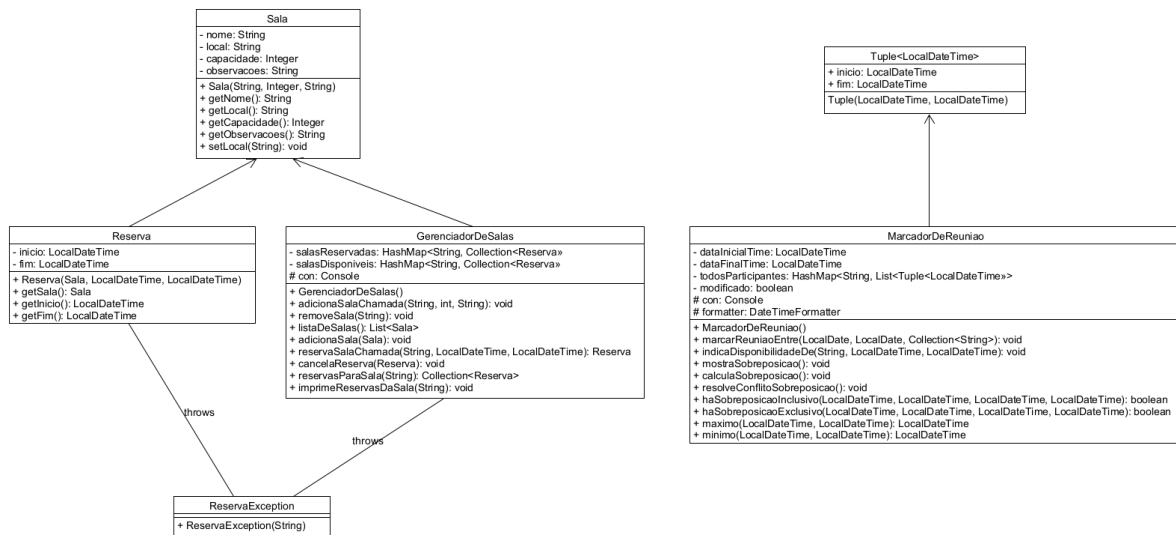 Sala
- nome: String
- local: String
- capacidade: Integer
- observacoes: String
+ Sala(String, Integer, String)
+ getNome(): String
+ getLocal(): String
+ getCapacidade(): Integer
+ getObservacoes(): String
+ setLocal(String): void
Tuple<LocalDateTime>
+ inicio: LocalDateTime
+ fim: LocalDateTime
Tuple(LocalDateTime, LocalDateTime)
Reserva
- inicio: LocalDateTime
- fim: LocalDateTime
+ Reserva(Sala, LocalDateTime, LocalDateTime)
+ getSala(): Sala
+ getInicio(): LocalDateTime
+ getFim(): LocalDateTime
GerenciadorDeSalas
- salasReservadas: HashMap<String, Collection<Reserva»
- salasDisponiveis: HashMap<String, Collection<Reserva»
# con: Console
+ GerenciadorDeSalas()
+ adicionaSalaChamada(String, int, String): void
+ removeSala(String): void
+ listaDeSalas(): List<Sala>
+ adicionaSala(Sala): void
+ reservaSalaChamada(String, LocalDateTime, LocalDateTime): Reserva
+ cancelaReserva(Reserva): void
+ reservasParaSala(String): Collection<Reserva>
+ imprimeReservasDaSala(String): void
MarcadorDeReuniao
- dataInicialTime: LocalDateTime
- dataFinalTime: LocalDateTime
- todosParticipantes: HashMap<String, List<Tuple<LocalDateTime»>
- modificado: boolean
# con: Console
# formatter: DateTimeFormatter
+ MarcadorDeReuniao()
+ marcarReuniaoEntre(LocalDate, LocalDate, Collection<String>): void
+ indicaDisponibilidadeDe(String, LocalDateTime, LocalDateTime): void
+ mostraSobreposicao(): void
+ calculaSobreposicao(): void
+ resolveConflitoSobreposicao(): void
+ haSobreposicaoInclusivo(LocalDateTime, LocalDateTime, LocalDateTime, LocalDateTime): boolean
+ haSobreposicaoExclusivo(LocalDateTime, LocalDateTime, LocalDateTime, LocalDateTime): boolean
+ maximo(LocalDateTime, LocalDateTime): LocalDateTime
+ minimo(LocalDateTime, LocalDateTime): LocalDateTime
throws
throws
ReservaException
+ ReservaException(String)